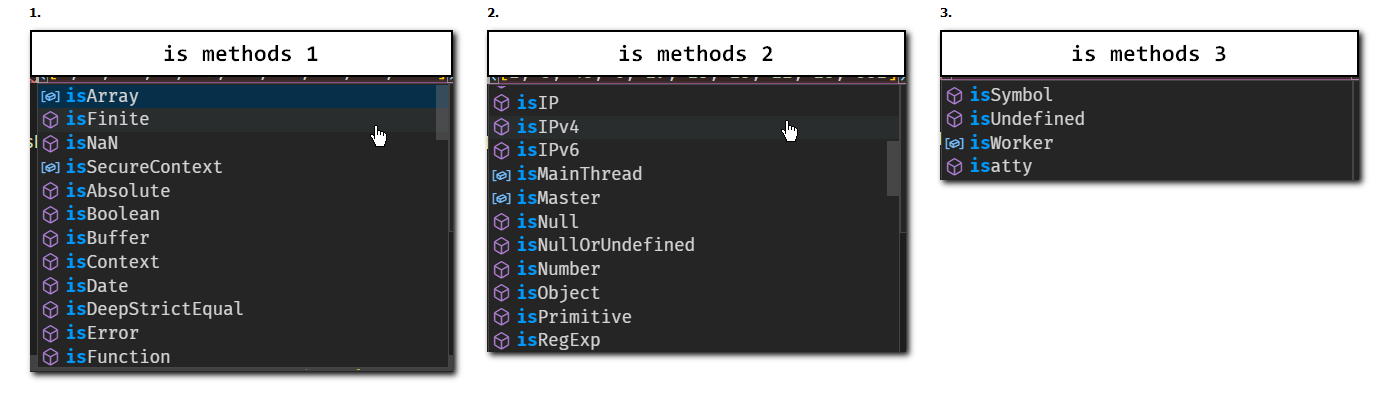 1.
is methods 1
isArray
isFinite
isNaN
isSecureContext
isAbsolute
isBoolean
isBuffer
isContext
isDate
isDeepStrictEqual
isError
isFunction
2.
is methods 2
isIP
isIPv4
isIPv6
isMainThread
isMaster
isNull
isNullOrUndefined
isNumber
isObject
isPrimitive
isRegExp
3.
is methods 3
isSymbol
isUndefined
isWorker
isatty